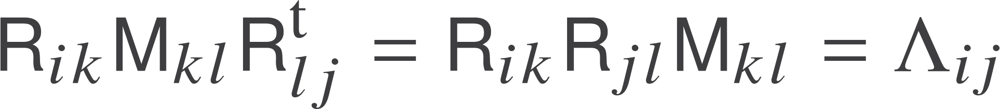 R_{ik} M_{kl} R^{t}_{lj} = R_{ik} R_{jl} M_{kl} = Λ_{ij}